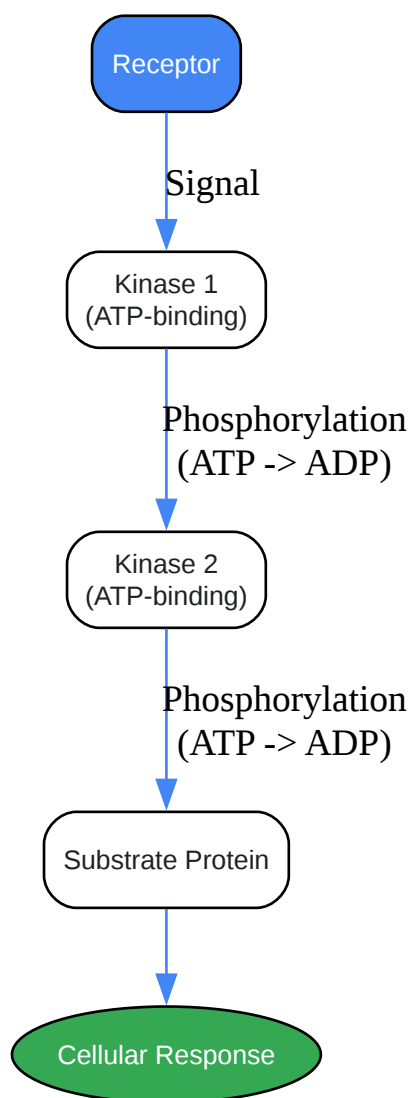 Receptor
Signal
Kinase 1
(ATP-binding)
Phosphorylation
(ATP -> ADP)
Kinase 2
(ATP-binding)
Phosphorylation
(ATP -> ADP)
Substrate Protein
Cellular Response